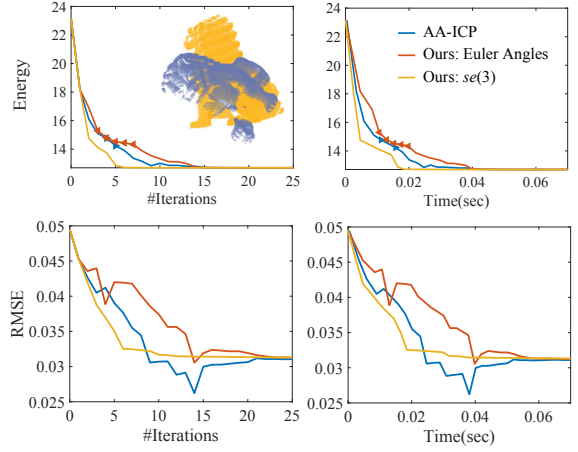 Energy
22
20
18
16
14
0 5 10 15 20 25
#Iterations
22
20
18
16
14
AA-ICP
Ours: Euler Angles
Ours: se(3)
0 0.02 0.04 0.06
Time(sec)
RMSE
0.05
0.045
0.04
0.035
0.03
0.025
0 5 10 15 20 25
#Iterations
0.05
0.045
0.04
0.035
0.03
0.025
0 0.02 0.04 0.06
Time(sec)